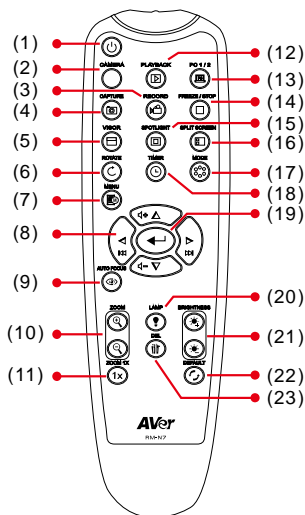 (1)
(12)
CAMERA
PLAYBACK
PC 1 / 2
(2)
(13)
(3)
CAPTURE
RECORD
FREEZE / STOP
(14)
(4)
(15)
VISOR
SPOTLIGHT
SPLIT SCREEN
(5)
(16)
ROTATE
TIMER
MODE
(6)
(17)
(18)
MENU
(7)
(19)
(8)
AUTO FOCUS
(9)
(20)
ZOOM
LAMP
BRIGHTNESS
(10)
(21)
ZOOM 1X
DEFAULT
(11)
1x
(22)
(23)
AVer
RM-N7